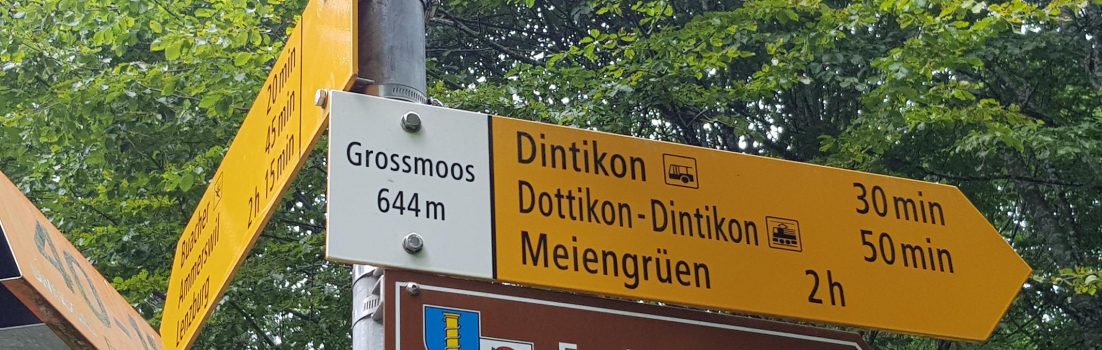 20 min
45 min
2 h 15 min
Ammerswil
Lenzburg
Grossmoos
644 m
Dintikon 30 min
Dottikon-Dintikon 50 min
Meiengrüen 2 h